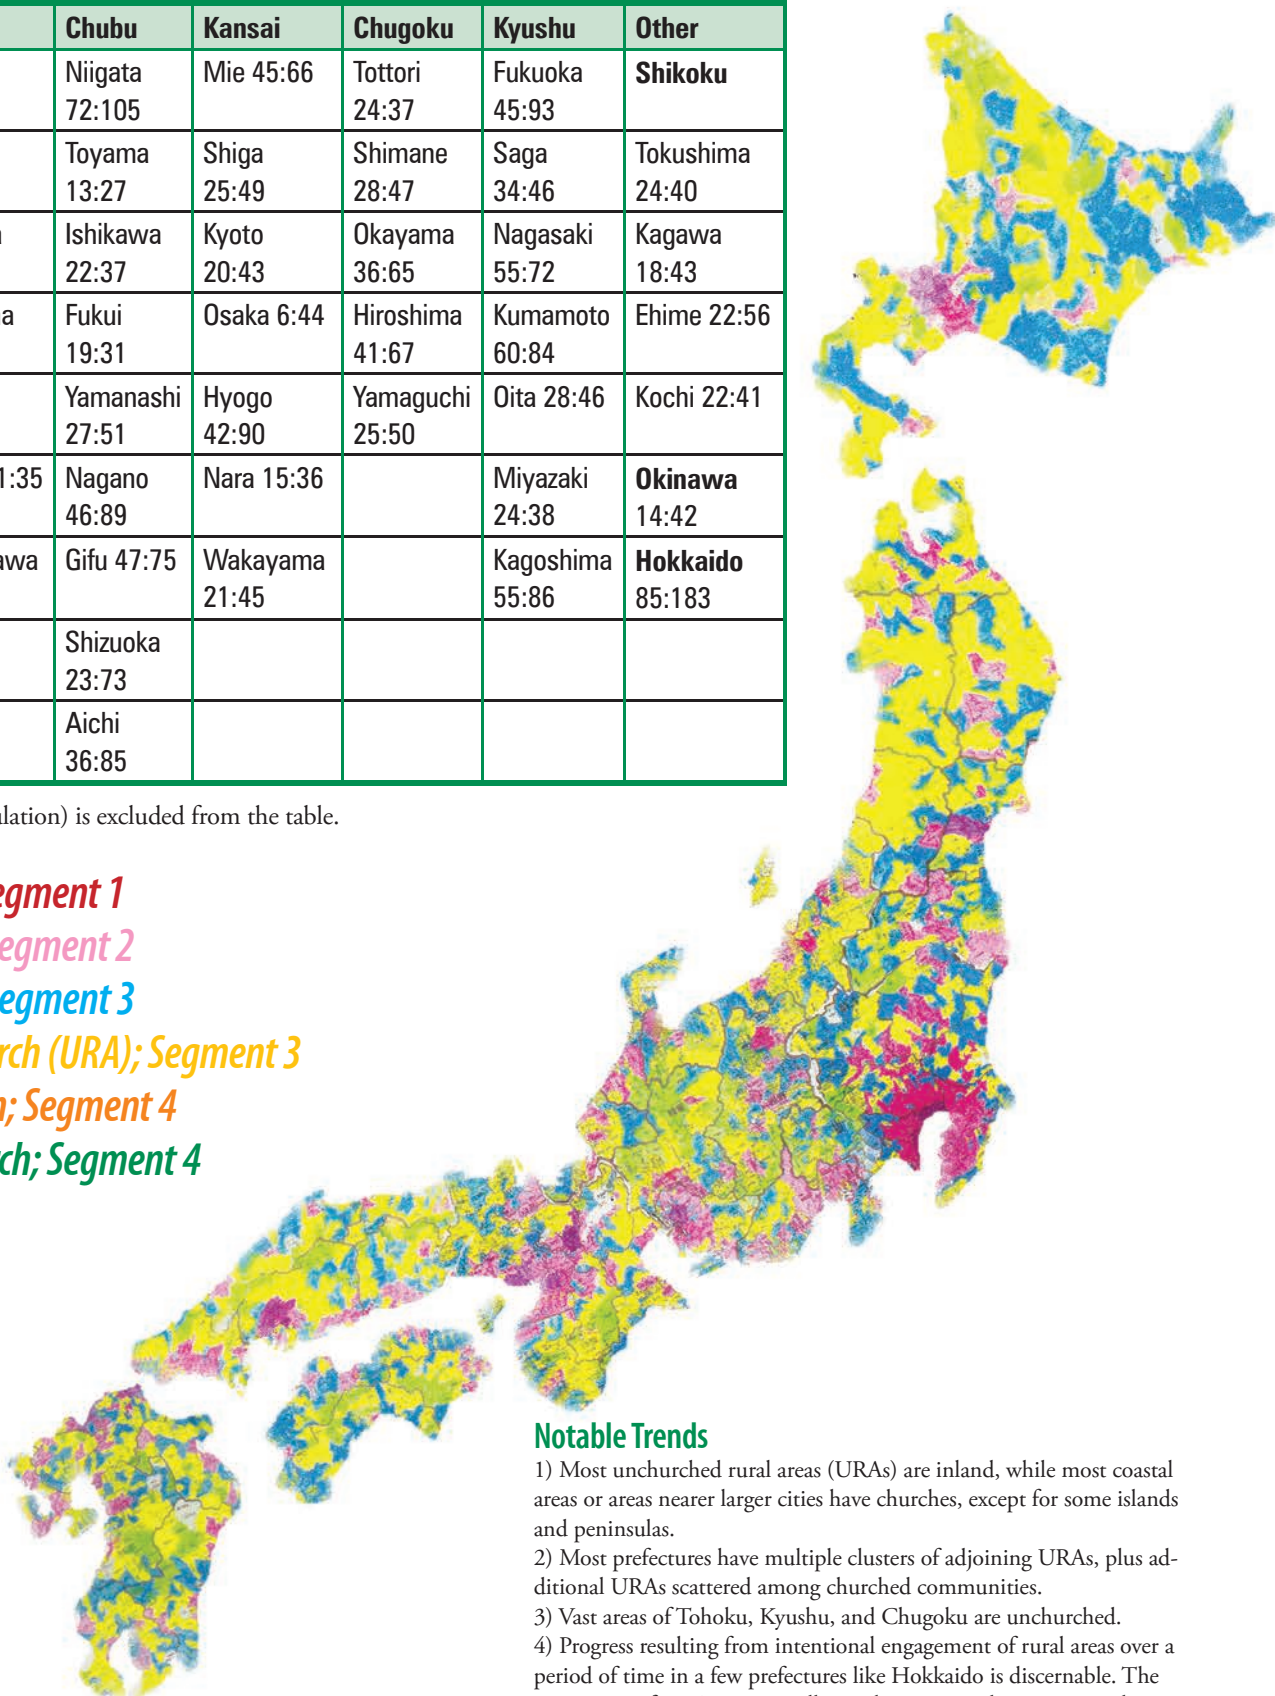 Chubu Kansai Chugoku Kyushu Other
Niigata Mie 45:66 Tottori Fukuoka Shikoku
72:105 24:37 45:93
Toyama Shiga Shimane Saga Tokushima
13:27 25:49 28:47 34:46 24:40
a Ishikawa Kyoto Okayama Nagasaki Kagawa
22:37 20:43 36:65 55:72 18:43
a Fukui Osaka 6:44 Hiroshima Kumamoto Ehime 22:56
19:31 41:67 60:84
Yamanashi Hyogo Yamaguchi Oita 28:46 Kochi 22:41
27:51 42:90 25:50
1:35 Nagano Nara 15:36 Miyazaki Okinawa
46:89 24:38 14:42
awa Gifu 47:75 Wakayama Kagoshima Hokkaido
21:45 55:86 85:183
Shizuoka
23:73
Aichi
36:85
ulation) is excluded from the table.
egment 1
egment 2
egment 3
rch (URA); Segment 3
n; Segment 4
ch; Segment 4
Notable Trends
1) Most unchurched rural areas (URAs) are inland, while most coastal
areas or areas nearer larger cities have churches, except for some islands
and peninsulas.
2) Most prefectures have multiple clusters of adjoining URAs, plus ad-
ditional URAs scattered among churched communities.
3) Vast areas of Tohoku, Kyushu, and Chugoku are unchurched.
4) Progress resulting from intentional engagement of rural areas over a
period of time in a few prefectures like Hokkaido is discernable. The